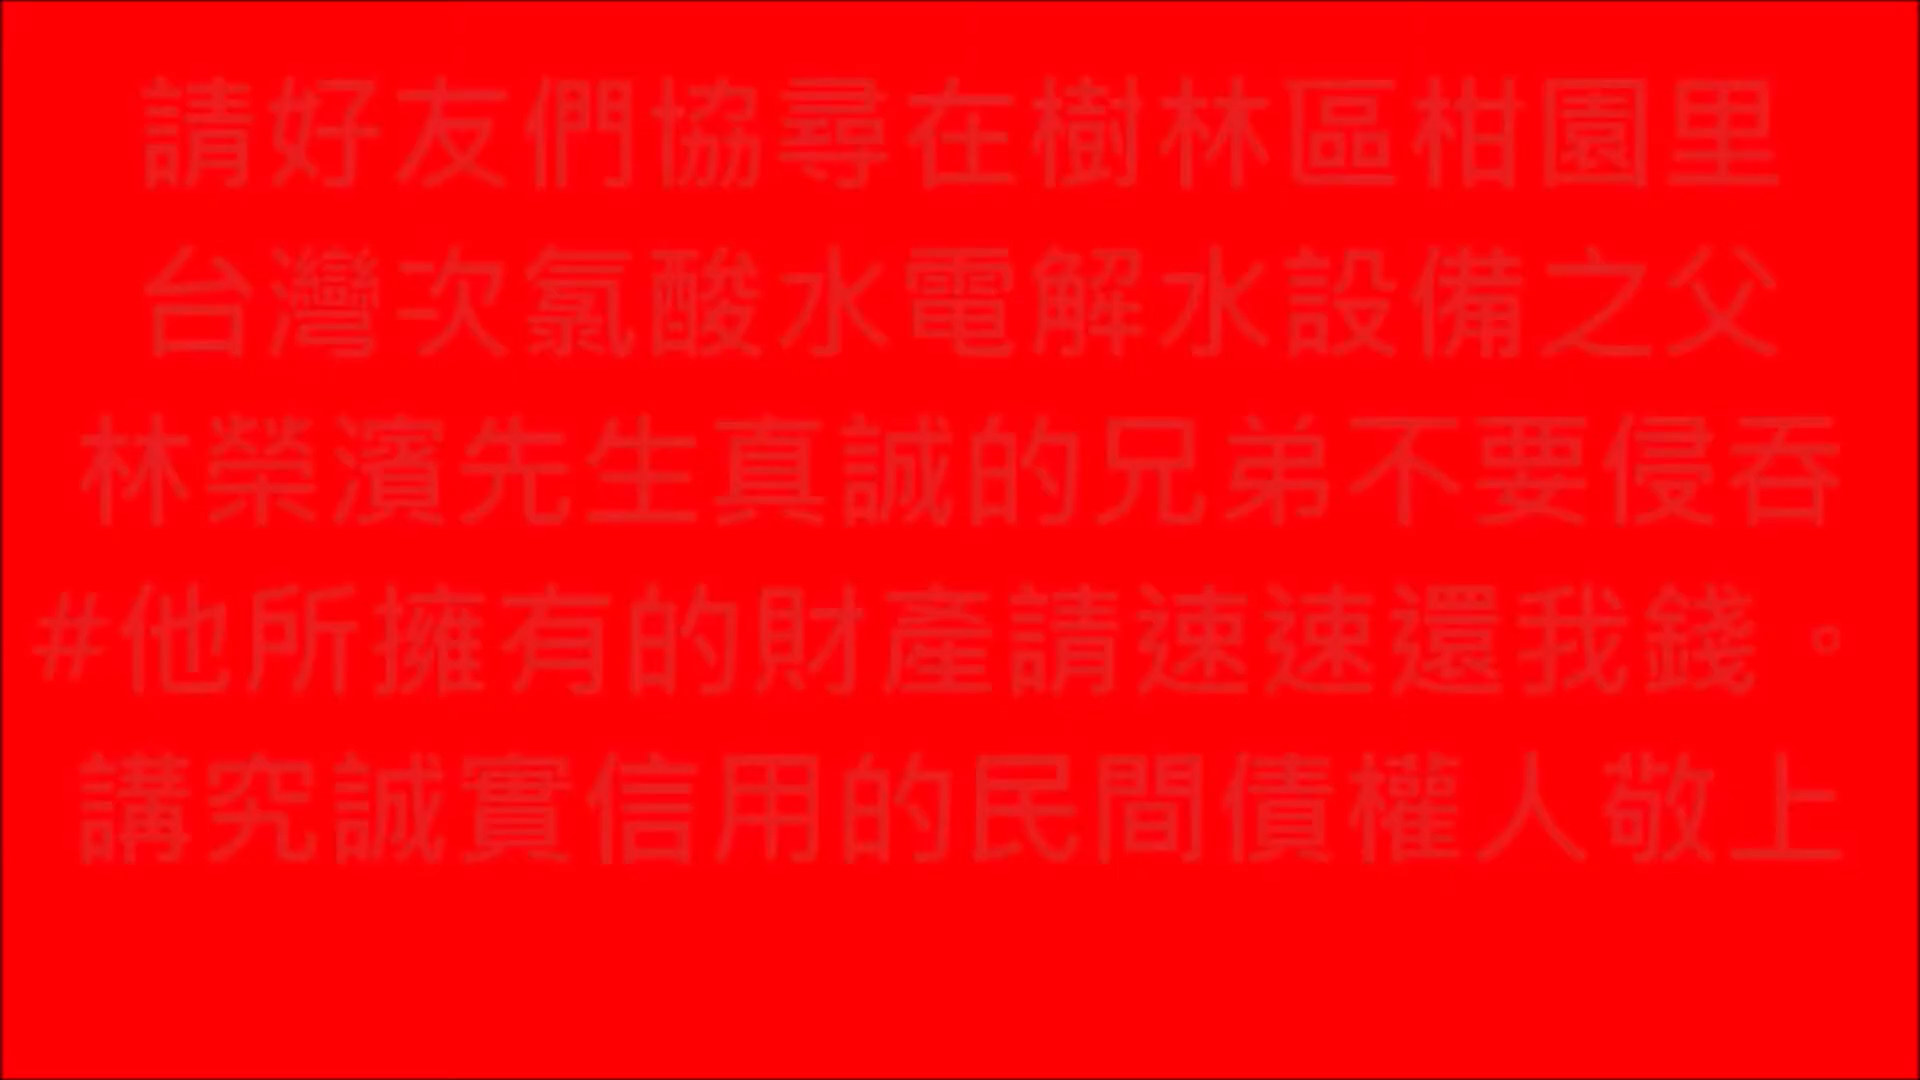 請好友們協尋在樹林區柑園里
台灣次氯酸水電解水設備之父
林榮濱先生真誠的兄弟不要侵吞
#他所擁有的財產請速速還我錢。
講究誠實信用的民間債權人敬上